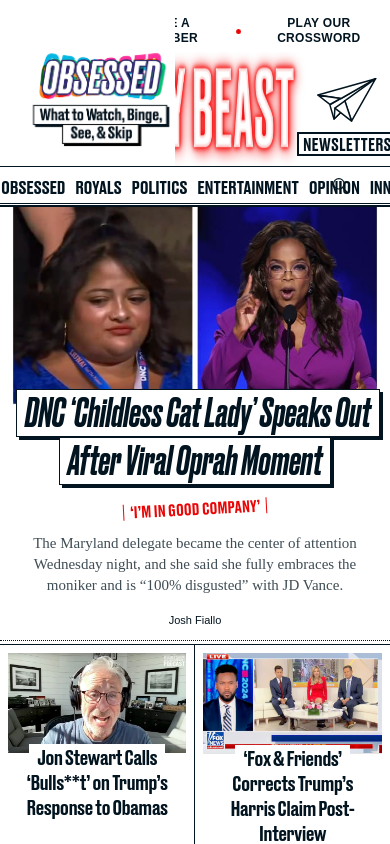 E A
BER
PLAY OUR
CROSSWORD
OBSESSED
What to Watch, Binge,
See, & Skip
Y BEAST
NEWSLETTERS
OBSESSED ROYALS POLITICS ENTERTAINMENT OPINION INN
DNC
DNC ‘Childless Cat Lady’ Speaks Out
After Viral Oprah Moment
‘I’M IN GOOD COMPANY’
The Maryland delegate became the center of attention
Wednesday night, and she said she fully embraces the
moniker and is “100% disgusted” with JD Vance.
Josh Fiallo
Jon Stewart Calls
‘Bulls**t’ on Trump’s
Response to Obamas
LIVE
DNC 2024
FOX
NEWS
‘Fox & Friends’
Corrects Trump’s
Harris Claim Post-
Interview